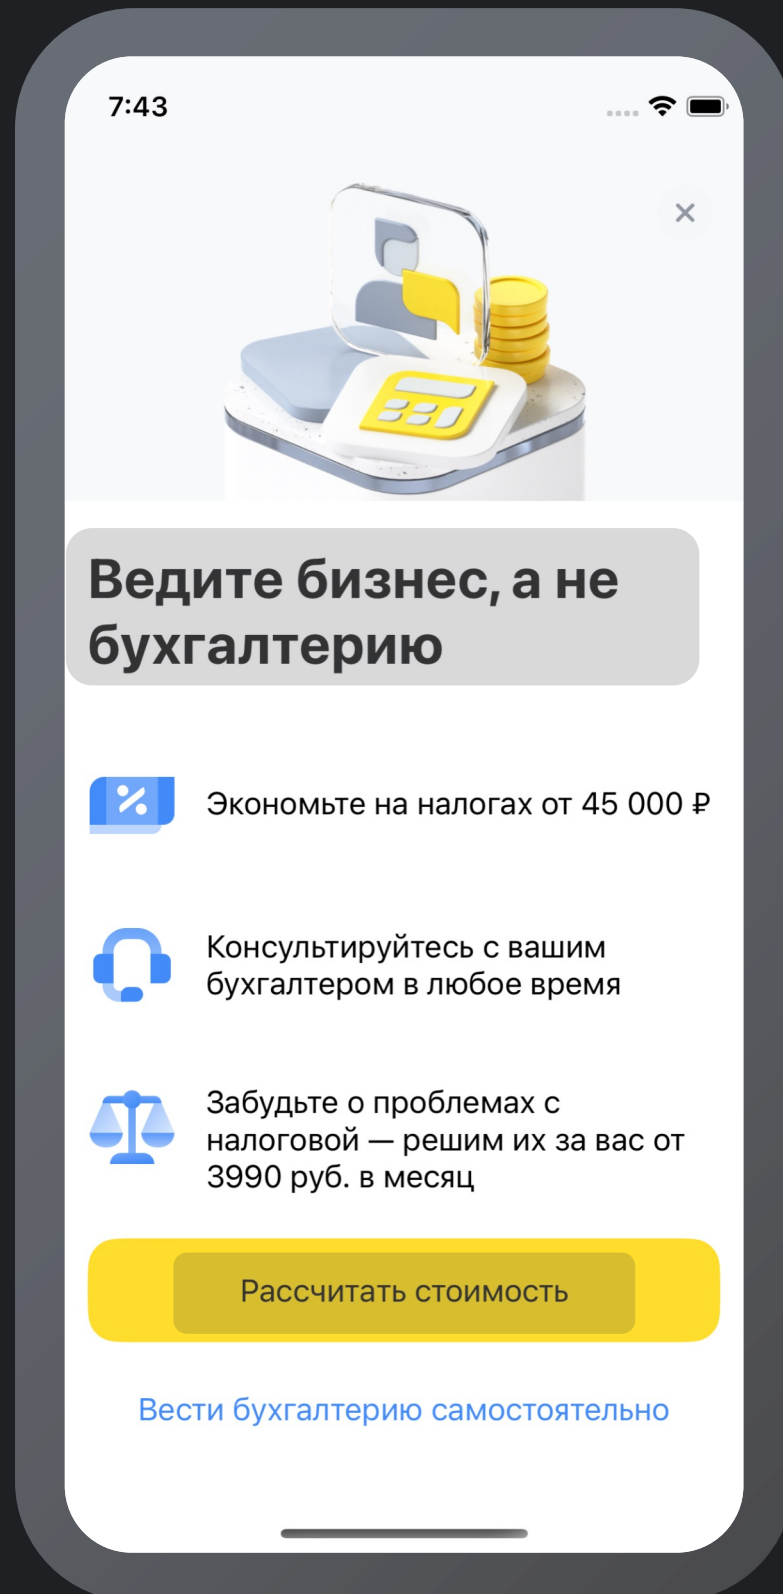 7:43
Ведите бизнес, а не
бухгалтерию
Экономьте на налогах от 45 000 ₽
Консультируйтесь с вашим
бухгалтером в любое время
Забудьте о проблемах с
налоговой — решим их за вас от
3990 руб. в месяц
Рассчитать стоимость
Вести бухгалтерию самостоятельно